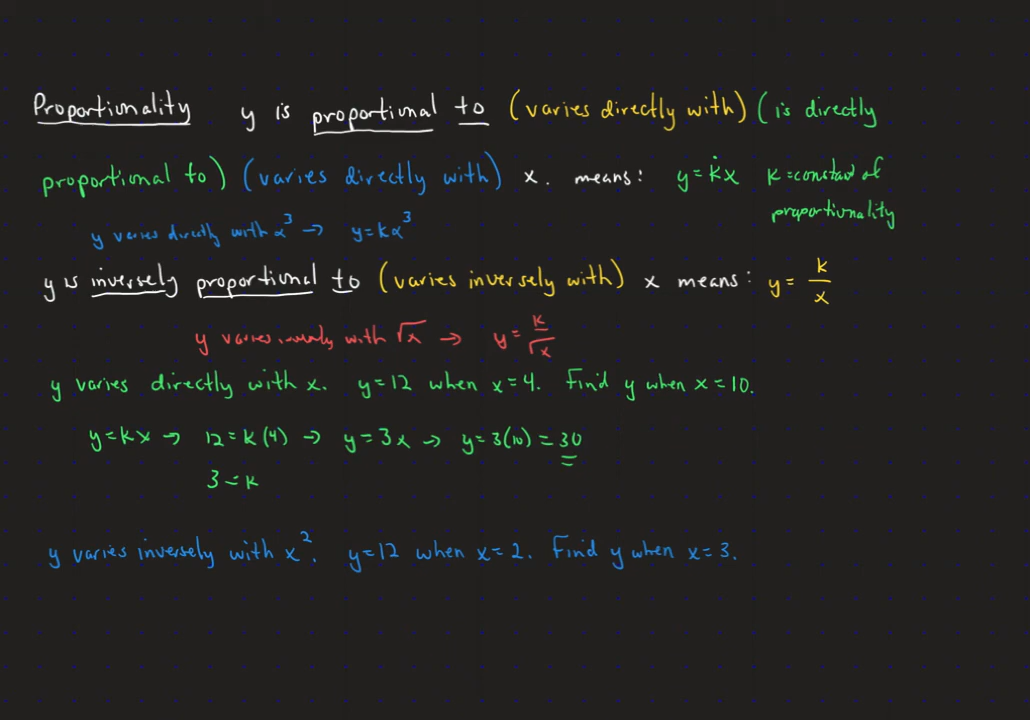 Proportionality y is proportional to (varies directly with) (is directly
proportional to) (varies directly with) x. means: y = kx k = constant of
proportionality
y varies directly with x³ → y = kx³
y is inversely proportional to (varies inversely with) x means: y = k/x
y varies inversely with √x → y = k/√x
y varies directly with x. y = 12 when x = 4. Find y when x = 10.
y = kx → 12 = k(4) → y = 3x → y = 3(10) = 30
3 = k
y varies inversely with x². y = 12 when x = 2. Find y when x = 3.